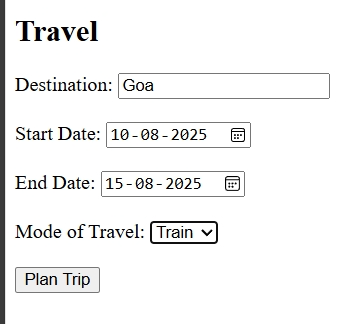 Travel
Destination: Goa
Start Date: 10-08-2025
End Date: 15-08-2025
Mode of Travel: Train
Plan Trip